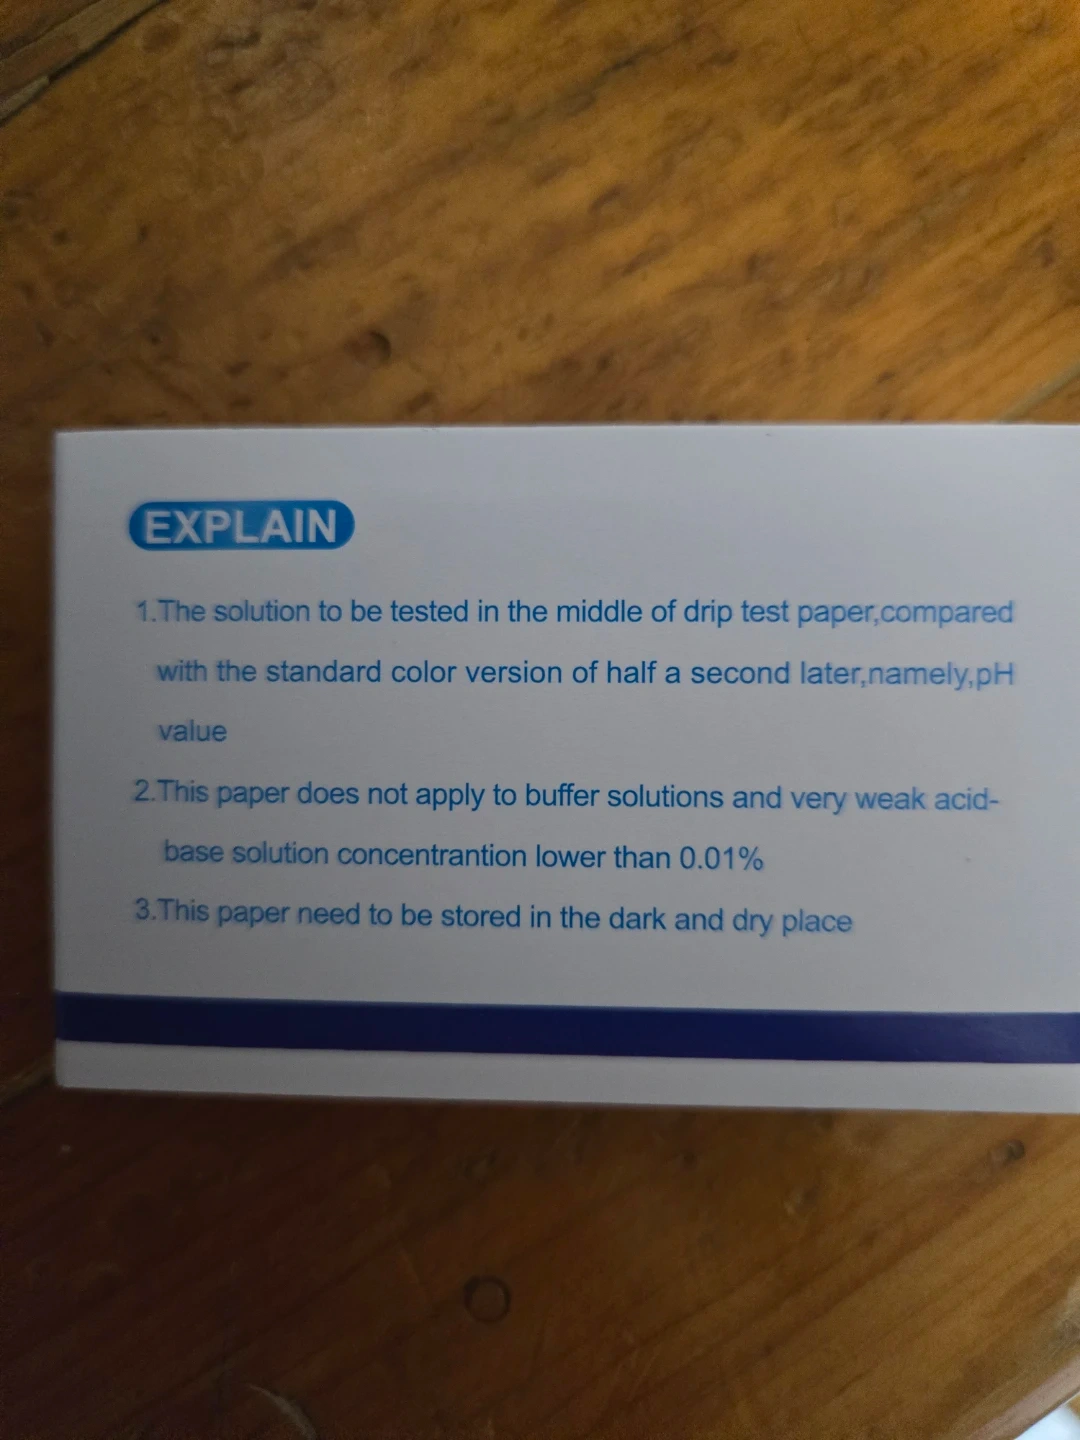 EXPLAIN
1.The solution to be tested in the middle of drip test paper,compared
with the standard color version of half a second later,namely,pH
value
2.This paper does not apply to buffer solutions and very weak acid-
base solution concentrantion lower than 0.01%
3.This paper need to be stored in the dark and dry place